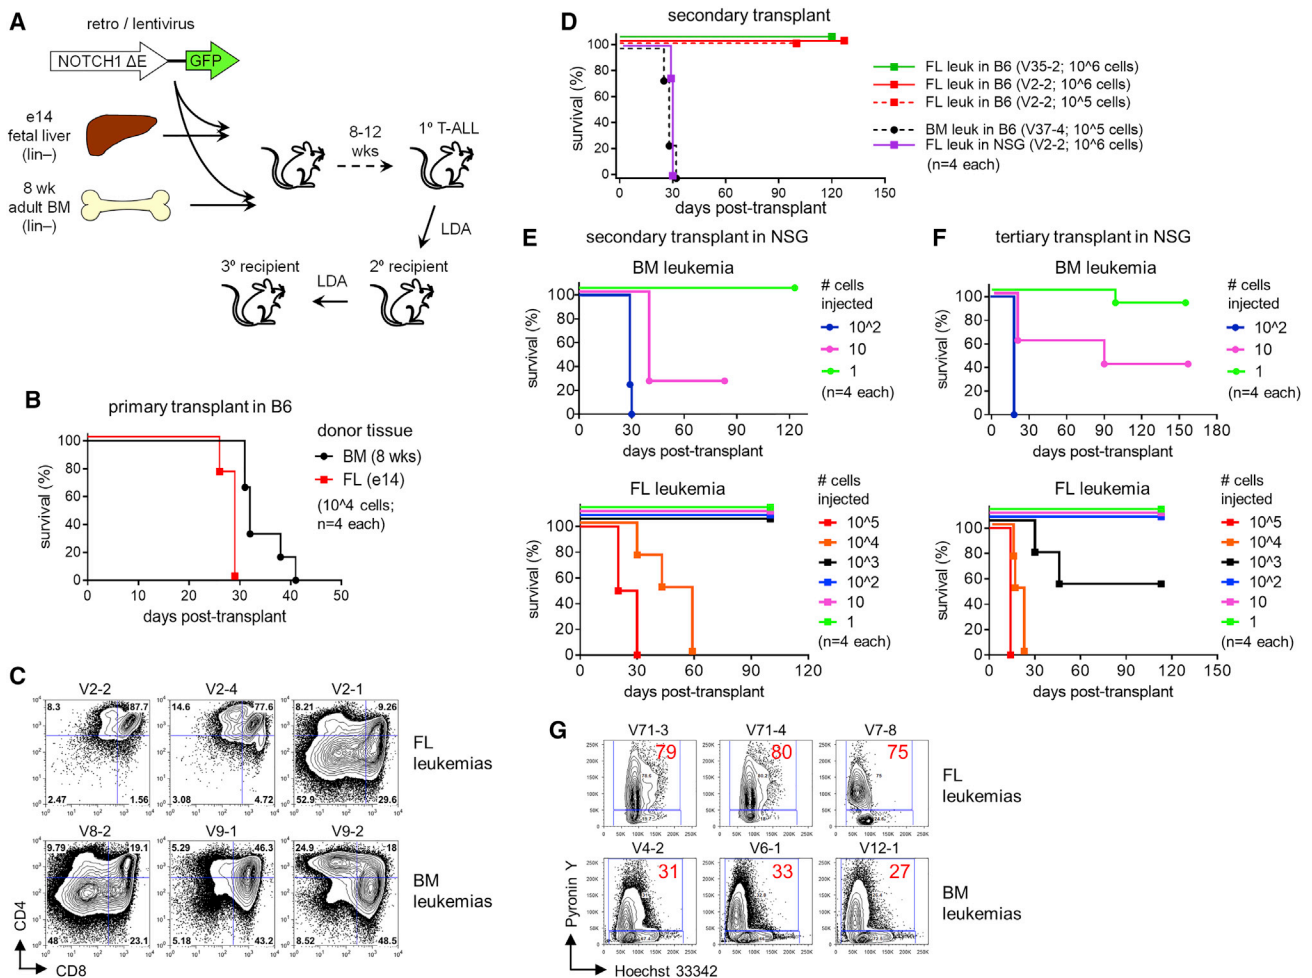 A
retro / lentivirus
NOTCH1 ΔE
GFP
e14
fetal liver
(lin–)
8 wk
adult BM
(lin–)
8-12
wks
1º T-ALL
LDA
3º recipient
LDA
2º recipient
B
primary transplant in B6
survival (%)
100
80
60
40
20
0
0 10 20 30 40 50
days post-transplant
donor tissue
BM (8 wks)
FL (e14)
(10^4 cells;
n=4 each)
C
V2-2 V2-4 V2-1
8.3 87.7
2.47 1.56
14.6 77.6
3.08 4.72
8.21 9.26
52.9 29.6
FL
leukemias
V8-2 V9-1 V9-2
9.79 19.1
48 23.1
5.29 46.3
5.18 43.2
24.9 18
8.52 48.5
BM
leukemias
CD4
CD8
D
secondary transplant
survival (%)
100
80
60
40
20
0
0 30 60 90 120 150
days post-transplant
FL leuk in B6 (V35-2; 10^6 cells)
FL leuk in B6 (V2-2; 10^6 cells)
FL leuk in B6 (V2-2; 10^5 cells)
BM leuk in B6 (V37-4; 10^5 cells)
FL leuk in NSG (V2-2; 10^6 cells)
(n=4 each)
E
secondary transplant in NSG
BM leukemia
survival (%)
100
80
60
40
20
0
0 30 60 90 120
days post-transplant
# cells
injected
10^2
10
1
(n=4 each)
FL leukemia
survival (%)
100
80
60
40
20
0
0 30 60 90 120
days post-transplant
# cells
injected
10^5
10^4
10^3
10^2
10
1
(n=4 each)
F
tertiary transplant in NSG
BM leukemia
survival (%)
100
80
60
40
20
0
0 30 60 90 120 150 180
days post-transplant
# cells
injected
10^2
10
1
(n=4 each)
FL leukemia
survival (%)
100
80
60
40
20
0
0 30 60 90 120 150
days post-transplant
# cells
injected
10^5
10^4
10^3
10^2
10
1
(n=4 each)
G
V71-3 V71-4 V7-8
79 80 75
FL
leukemias
V4-2 V6-1 V12-1
31 33 27
BM
leukemias
Pyronin Y
Hoechst 33342